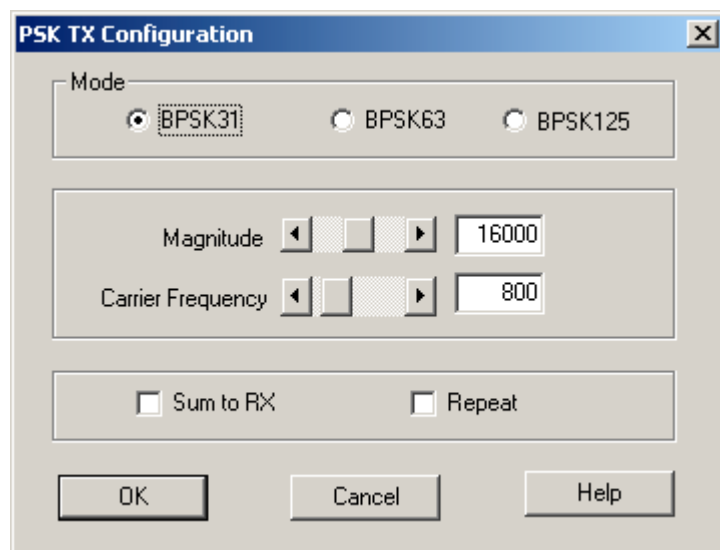 PSK TX Configuration
Mode
BPSK31 BPSK63 BPSK125
Magnitude 16000
Carrier Frequency 800
Sum to RX Repeat
OK Cancel Help